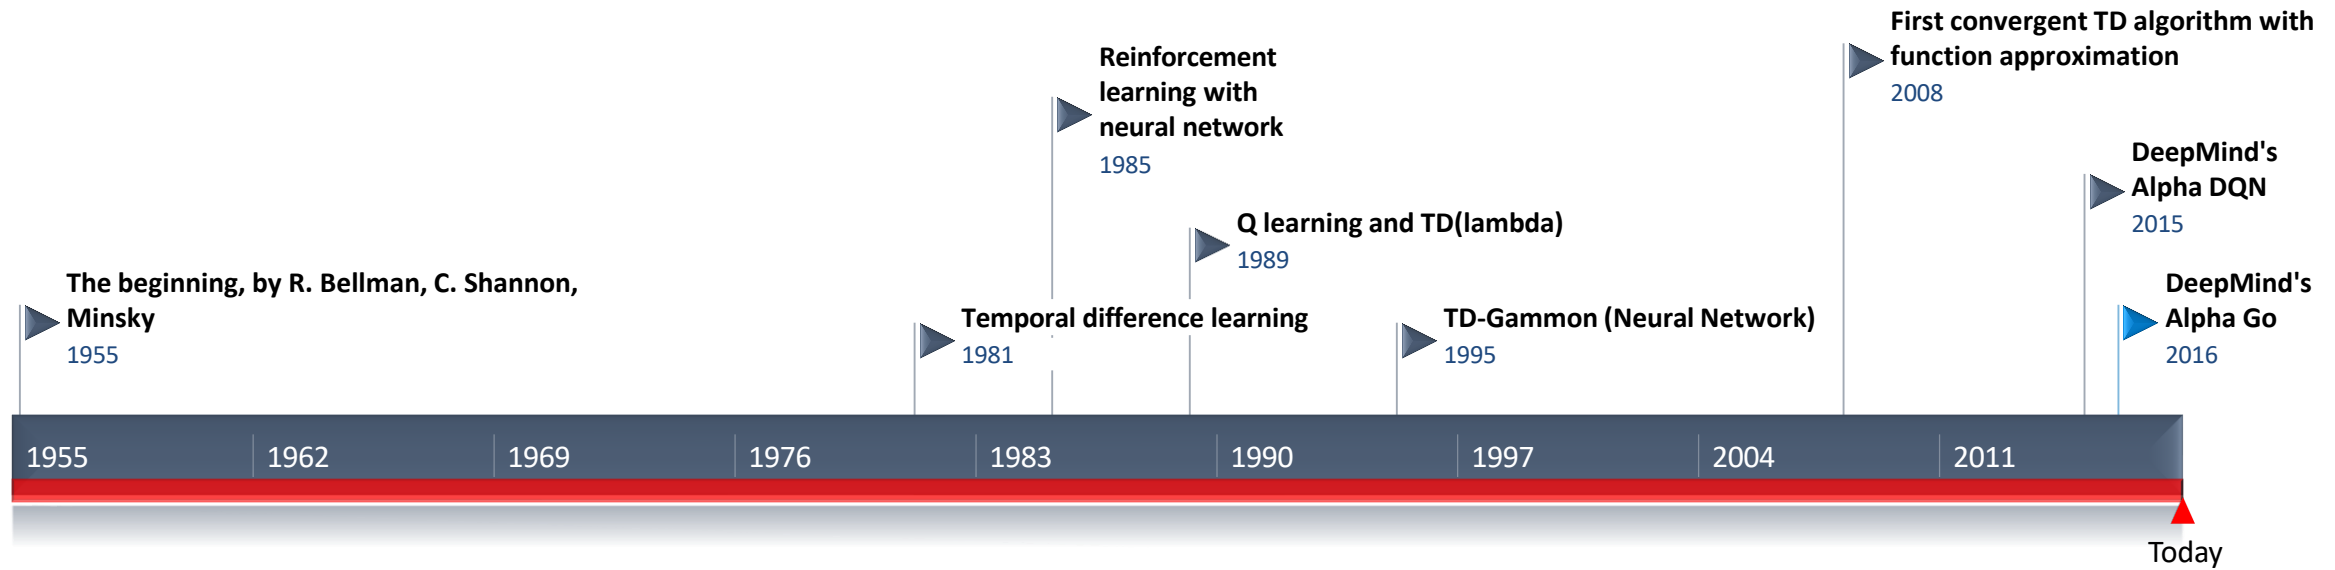 The beginning, by R. Bellman, C. Shannon,
Minsky
1955
Temporal difference learning
1981
Reinforcement
learning with
neural network
1985
Q learning and TD(lambda)
1989
TD-Gammon (Neural Network)
1995
First convergent TD algorithm with
function approximation
2008
DeepMind's
Alpha DQN
2015
DeepMind's
Alpha Go
2016
1955 1962 1969 1976 1983 1990 1997 2004 2011
Today